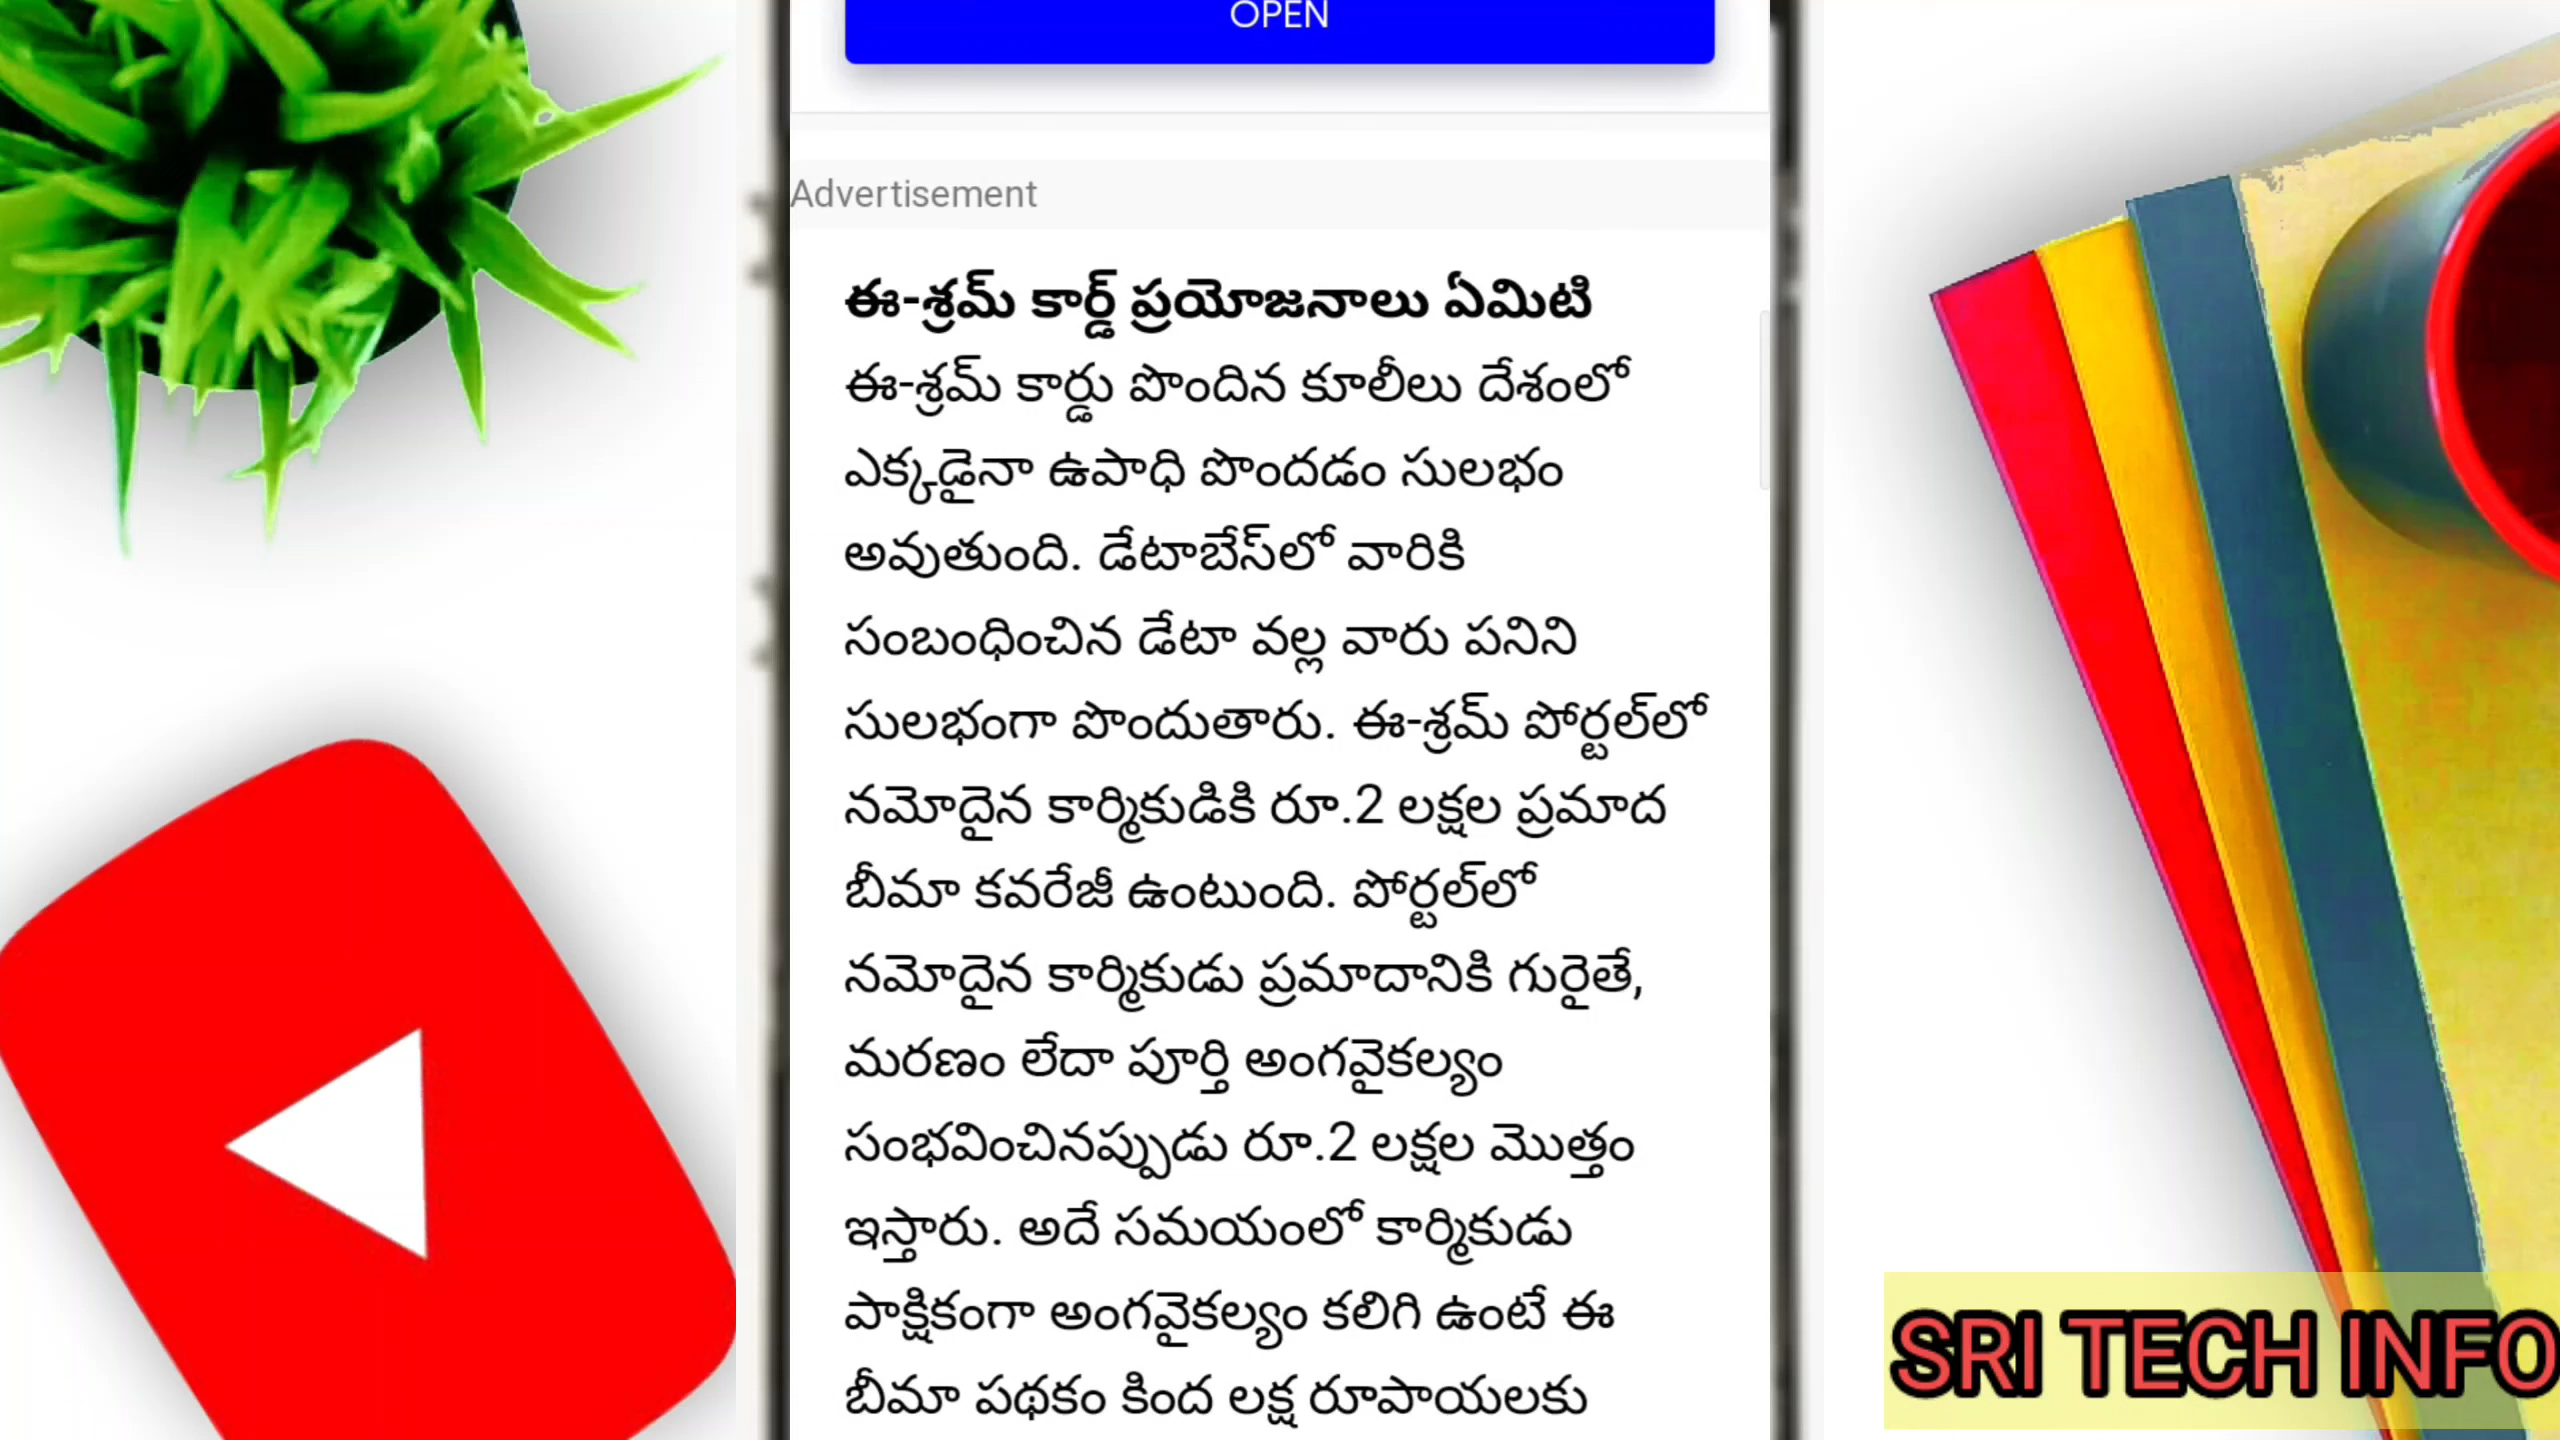 OPEN
Advertisement
ఈ-శ్రమ్ కార్డ్ ప్రయోజనాలు ఏమిటి
ఈ-శ్రమ్ కార్డు పొందిన కూలీలు దేశంలో
ఎక్కడైనా ఉపాధి పొందడం సులభం
అవుతుంది. డేటాబేస్‌లో వారికి
సంబంధించిన డేటా వల్ల వారు పనిని
సులభంగా పొందుతారు. ఈ-శ్రమ్ పోర్టల్‌లో
నమోదైన కార్మికుడికి రూ.2 లక్షల ప్రమాద
బీమా కవరేజీ ఉంటుంది. పోర్టల్‌లో
నమోదైన కార్మికుడు ప్రమాదానికి గురైతే,
మరణం లేదా పూర్తి అంగవైకల్యం
సంభవించినప్పుడు రూ.2 లక్షల మొత్తం
ఇస్తారు. అదే సమయంలో కార్మికుడు
పాక్షికంగా అంగవైకల్యం కలిగి ఉంటే ఈ
బీమా పథకం కింద లక్ష రూపాయలకు
SRI TECH INFO